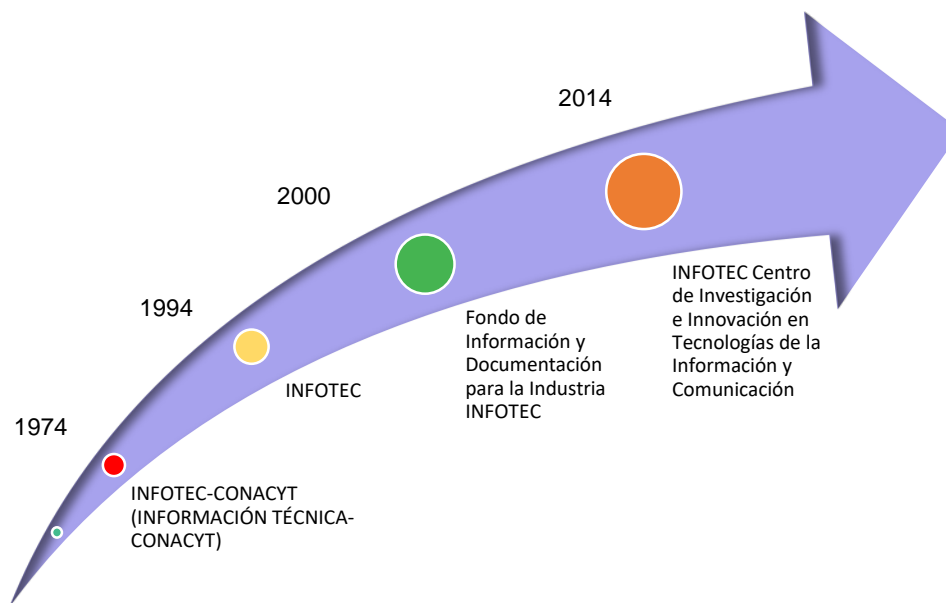 1974
INFOTEC-CONACYT
(INFORMACIÓN TÉCNICA-
CONACYT)
1994
INFOTEC
2000
Fondo de
Información y
Documentación
para la Industria
INFOTEC
2014
INFOTEC Centro
de Investigación
e Innovación en
Tecnologías de la
Información y
Comunicación